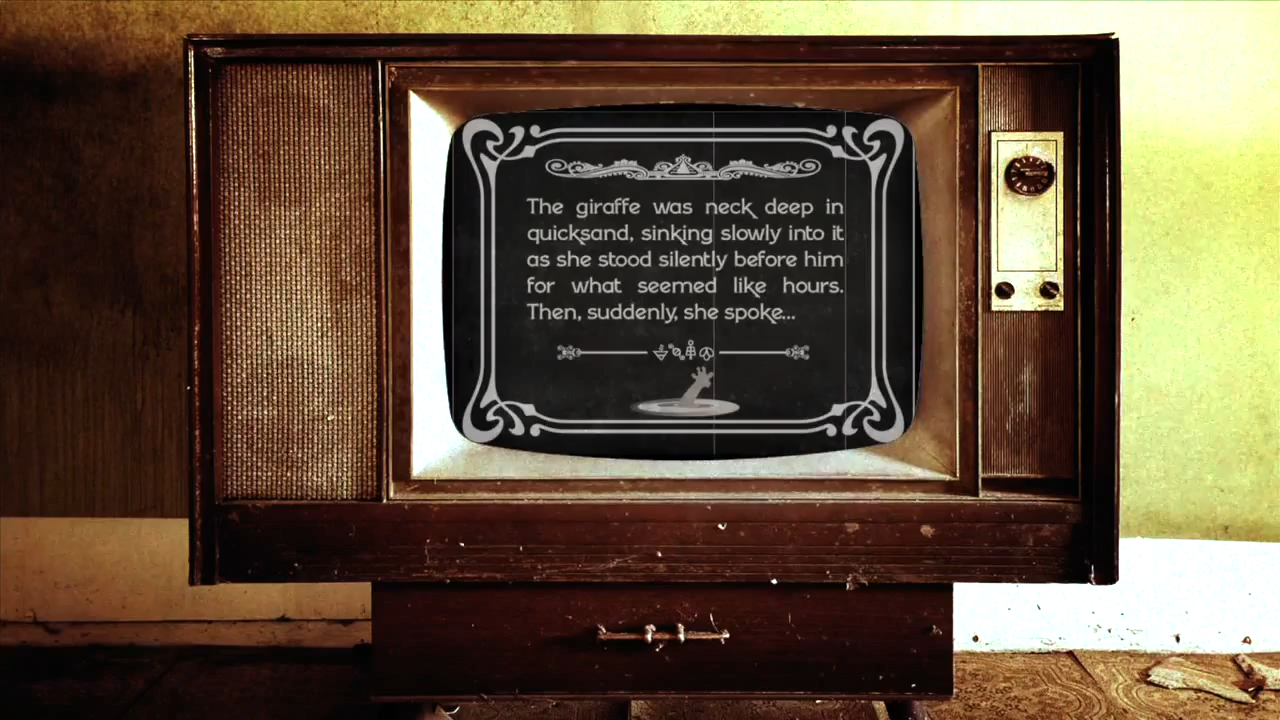 The giraffe was neck deep in
quicksand, sinking slowly into it
as she stood silently before him
for what seemed like hours.
Then, suddenly, she spoke...